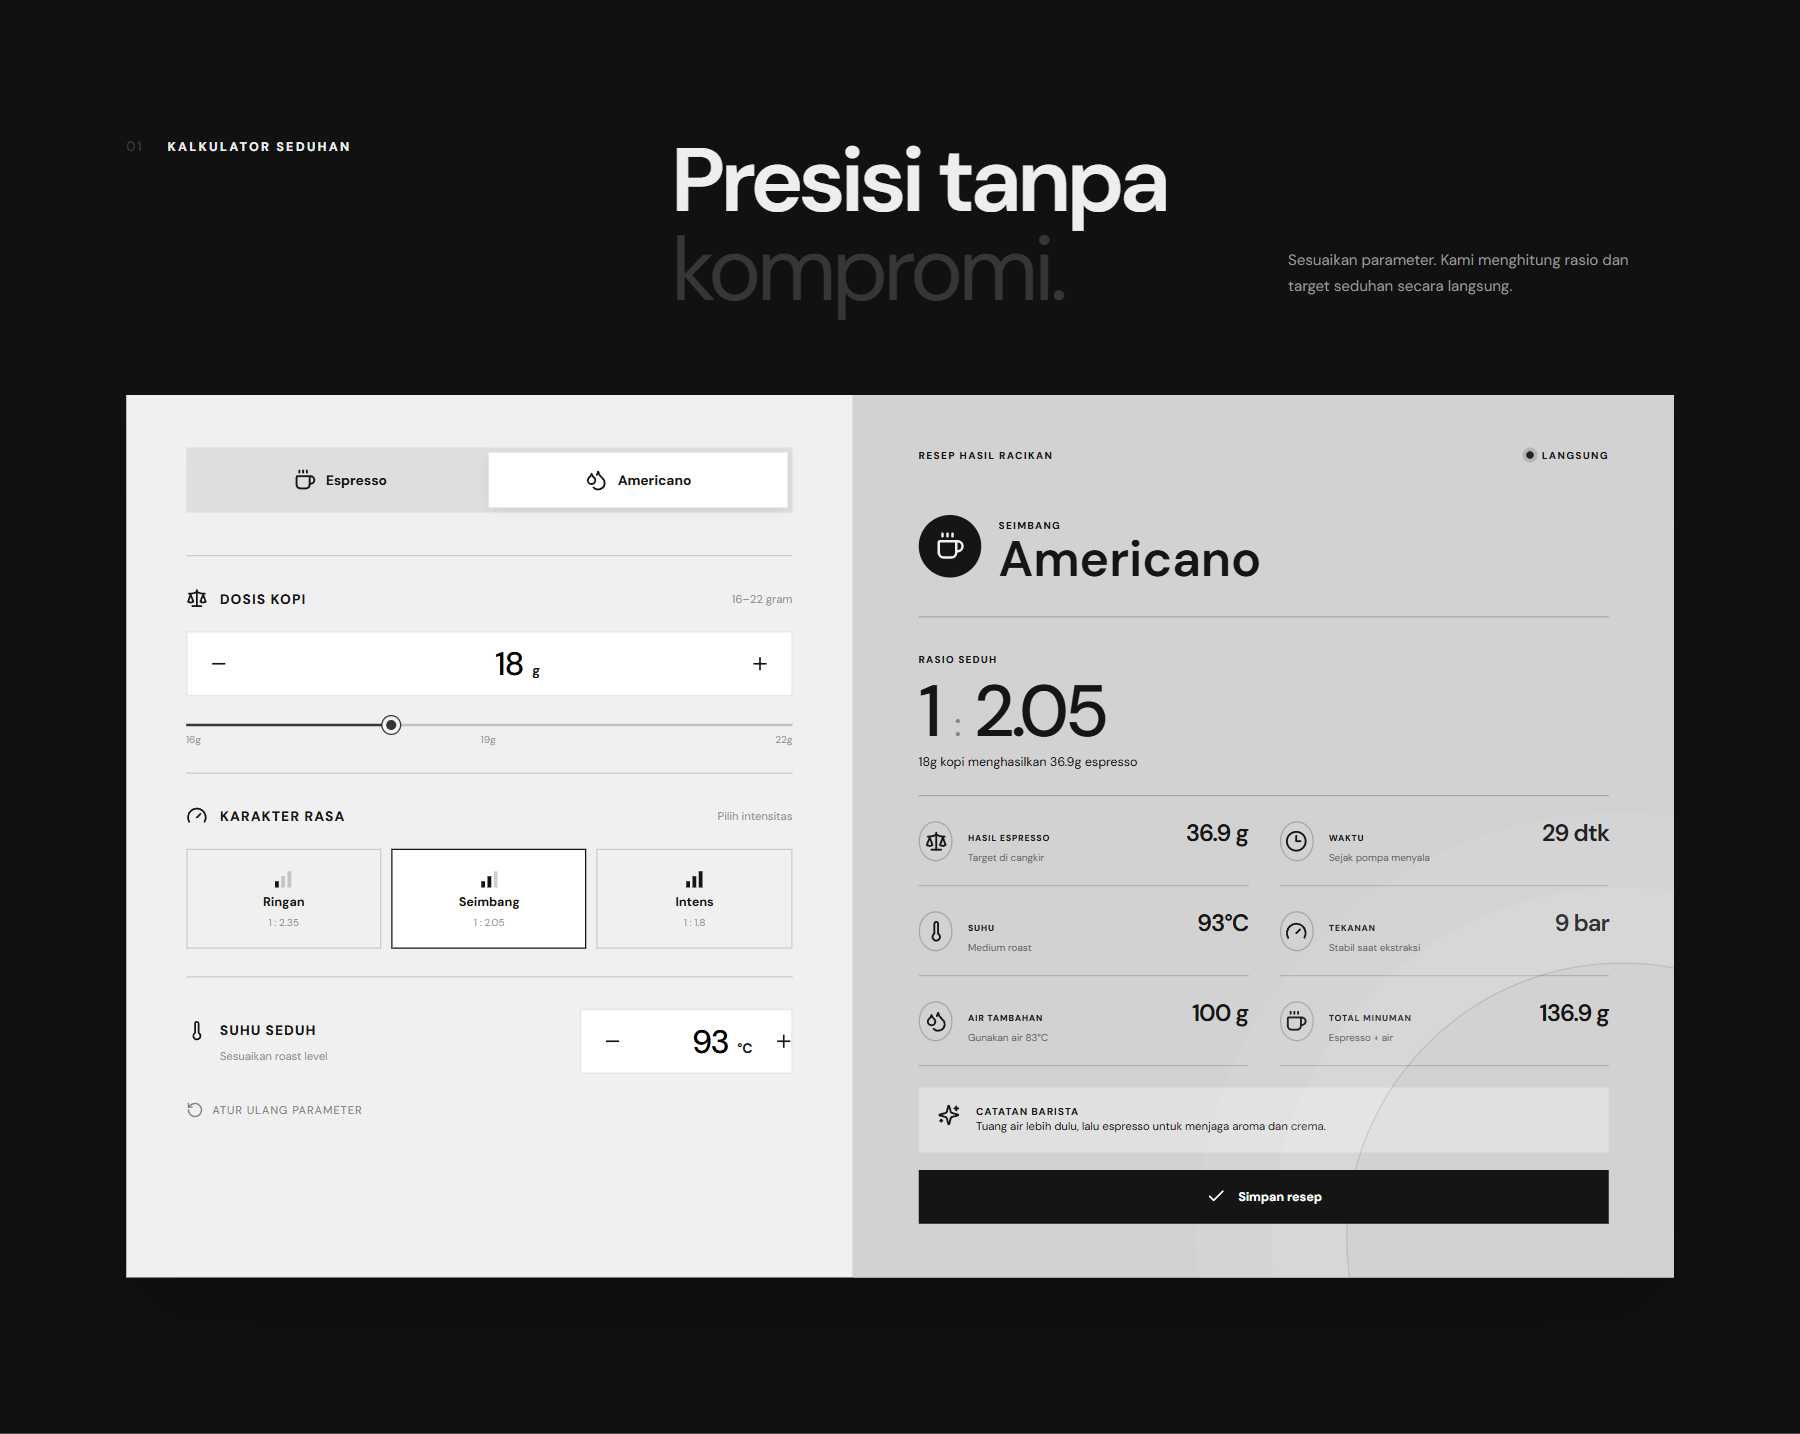 01 KALKULATOR SEDUHAN
Presisi tanpa
kompromi.
Sesuaikan parameter. Kami menghitung rasio dan
target seduhan secara langsung.
Espresso
Americano
DOSIS KOPI
16–22 gram
− 18 g +
16g 19g 22g
KARAKTER RASA
Pilih intensitas
Ringan
1 : 2.35
Seimbang
1 : 2.05
Intens
1 : 1.8
SUHU SEDUH
Sesuaikan roast level
− 93 °C +
ATUR ULANG PARAMETER
RESEP HASIL RACIKAN
LANGSUNG
SEIMBANG
Americano
RASIO SEDUH
1 : 2.05
18g kopi menghasilkan 36.9g espresso
HASIL ESPRESSO
Target di cangkir
36.9 g
WAKTU
Sejak pompa menyala
29 dtk
SUHU
Medium roast
93°C
TEKANAN
Stabil saat ekstraksi
9 bar
AIR TAMBAHAN
Gunakan air 83°C
100 g
TOTAL MINUMAN
Espresso + air
136.9 g
CATATAN BARISTA
Tuang air lebih dulu, lalu espresso untuk menjaga aroma dan crema.
Simpan resep